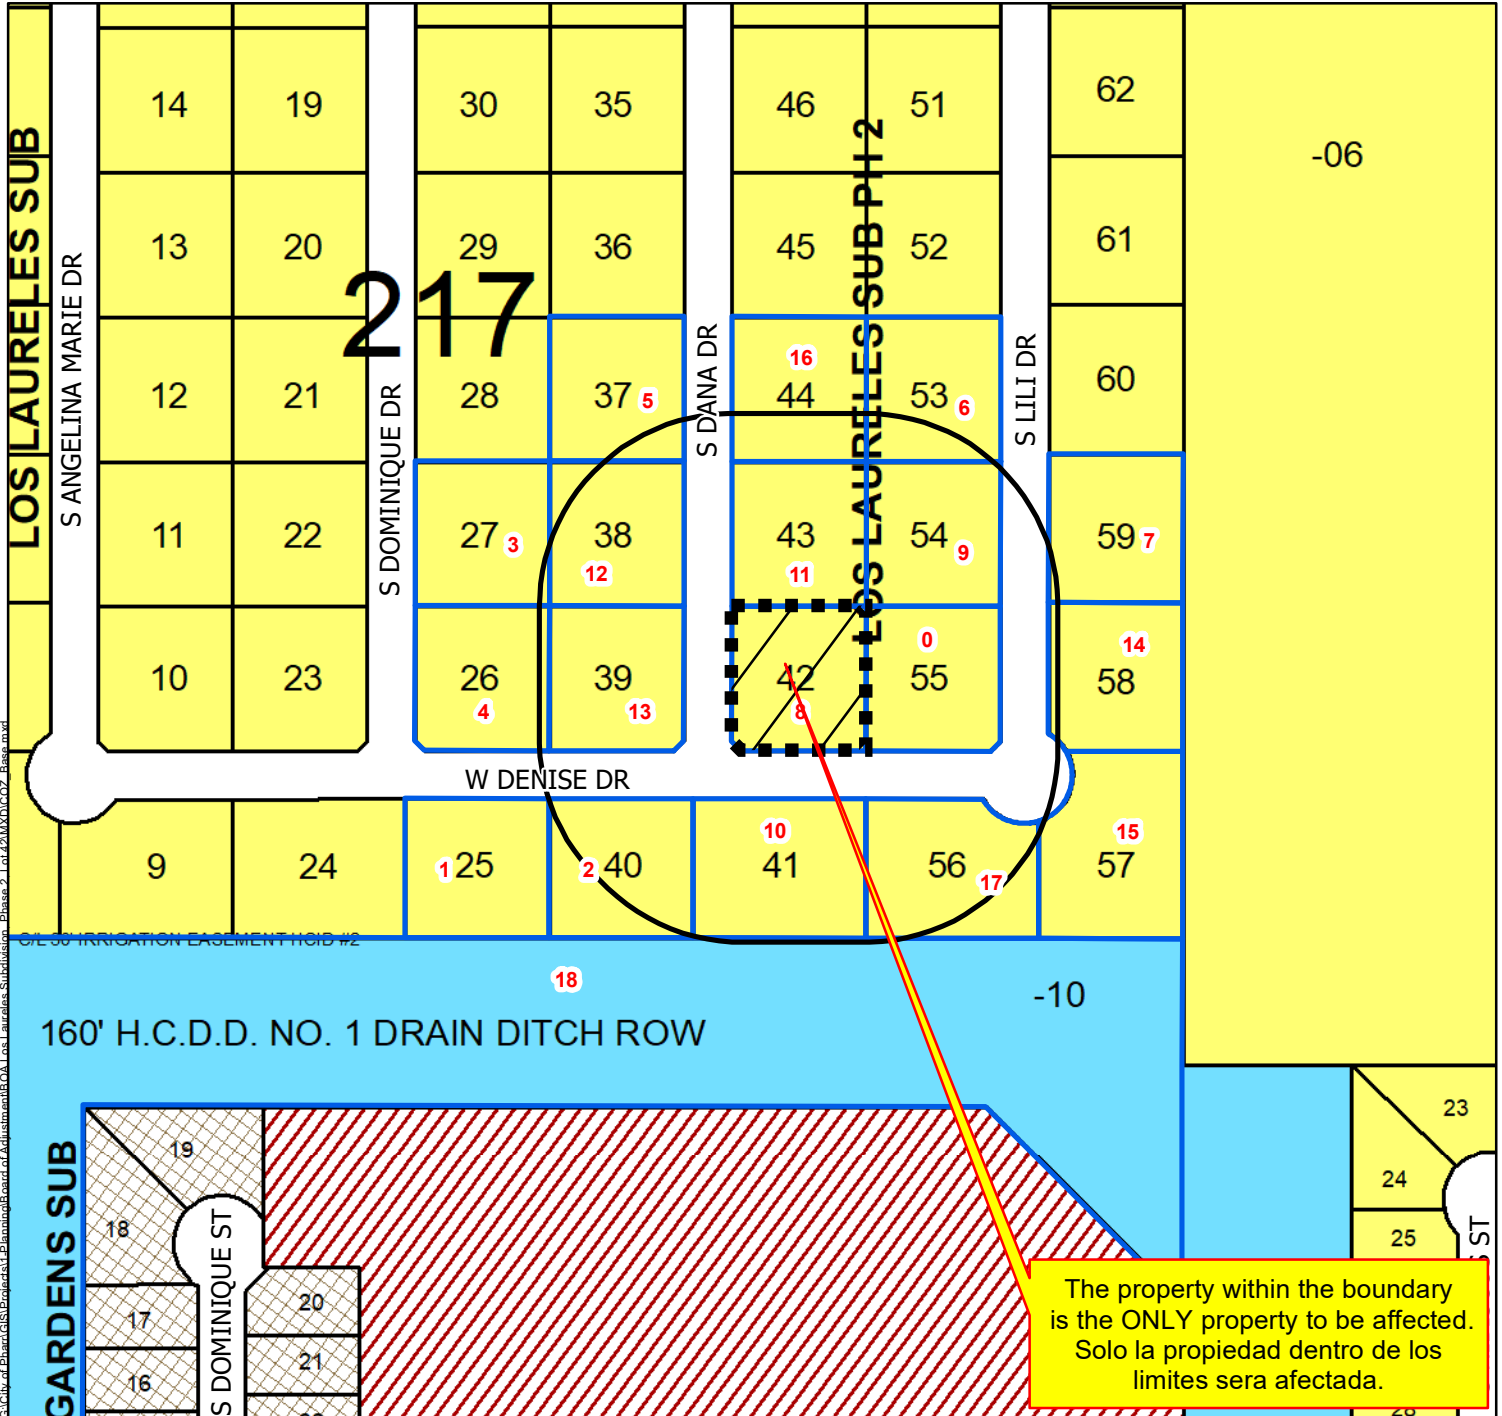 14 19 30 35 46 51 62
-06
13 20 29 36 45 52 61
217
LOS LAURELES SUB
S ANGELINA MARIE DR
S DOMINIQUE DR
S DANA DR
LOS LAURELES SUB PH 2
S LILI DR
16
12 21 28 37 5 44 53 6 60
11 22 27 3 38 43 54 9 59 7
12 11
0 14
10 23 26 39 42 55 58
4 13 8
W DENISE DR
10 15
9 24 1 25 2 40 41 56 17 57
C/L 30' IRRIGATION EASEMENT HCID #2
18
-10
160' H.C.D.D. NO. 1 DRAIN DITCH ROW
GARDENS SUB
19
18
17
16
S DOMINIQUE ST
20
21
23
24
25
ST
The property within the boundary
is the ONLY property to be affected.
Solo la propiedad dentro de los
limites sera afectada.